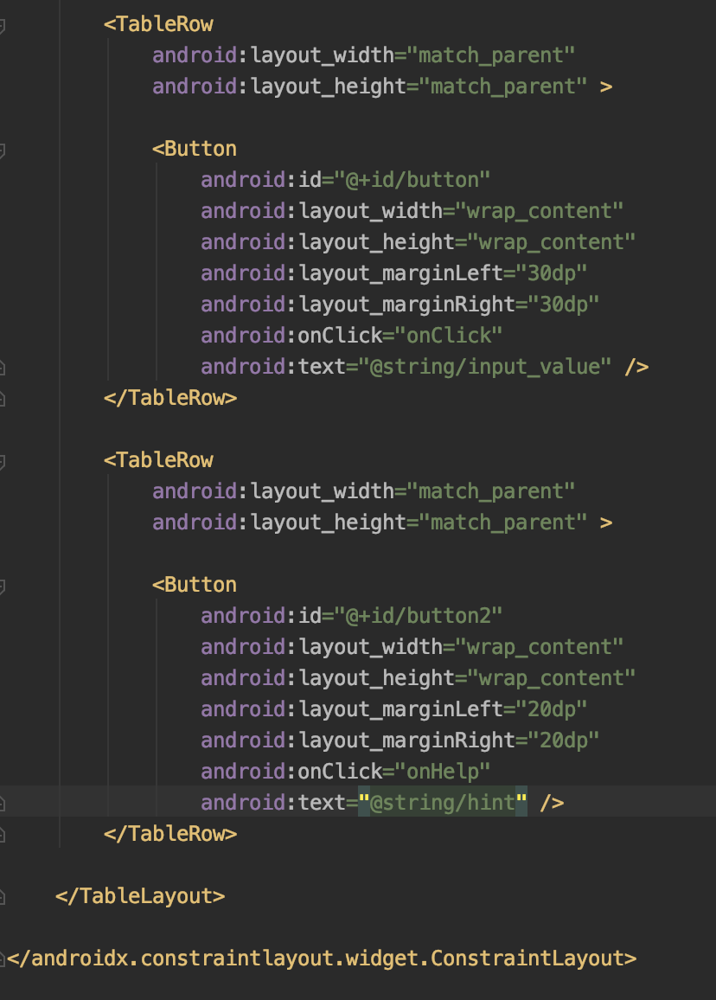 <TableRow
android:layout_width="match_parent"
android:layout_height="match_parent" >
<Button
android:id="@+id/button"
android:layout_width="wrap_content"
android:layout_height="wrap_content"
android:layout_marginLeft="30dp"
android:layout_marginRight="30dp"
android:onClick="onClick"
android:text="@string/input_value" />
</TableRow>
<TableRow
android:layout_width="match_parent"
android:layout_height="match_parent" >
<Button
android:id="@+id/button2"
android:layout_width="wrap_content"
android:layout_height="wrap_content"
android:layout_marginLeft="20dp"
android:layout_marginRight="20dp"
android:onClick="onHelp"
android:text="@string/hint" />
</TableRow>
</TableLayout>
</androidx.constraintlayout.widget.ConstraintLayout>